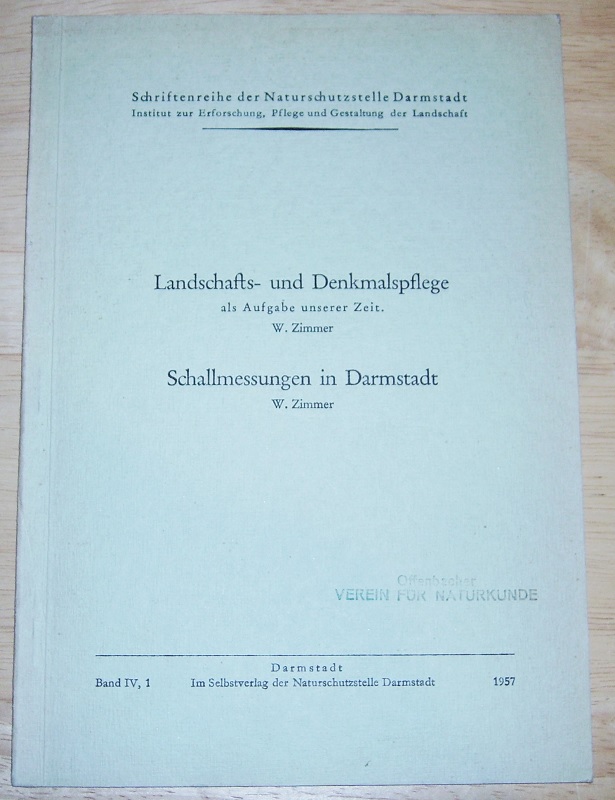 Schriftenreihe der Naturschutzstelle Darmstadt
Institut zur Erforschung, Pflege und Gestaltung der Landschaft
Landschafts- und Denkmalspflege
als Aufgabe unserer Zeit.
W. Zimmer
Schallmessungen in Darmstadt
W. Zimmer
Offenbacher
VEREIN FÜR NATURKUNDE
Darmstadt
Band IV, 1 Im Selbstverlag der Naturschutzstelle Darmstadt 1957